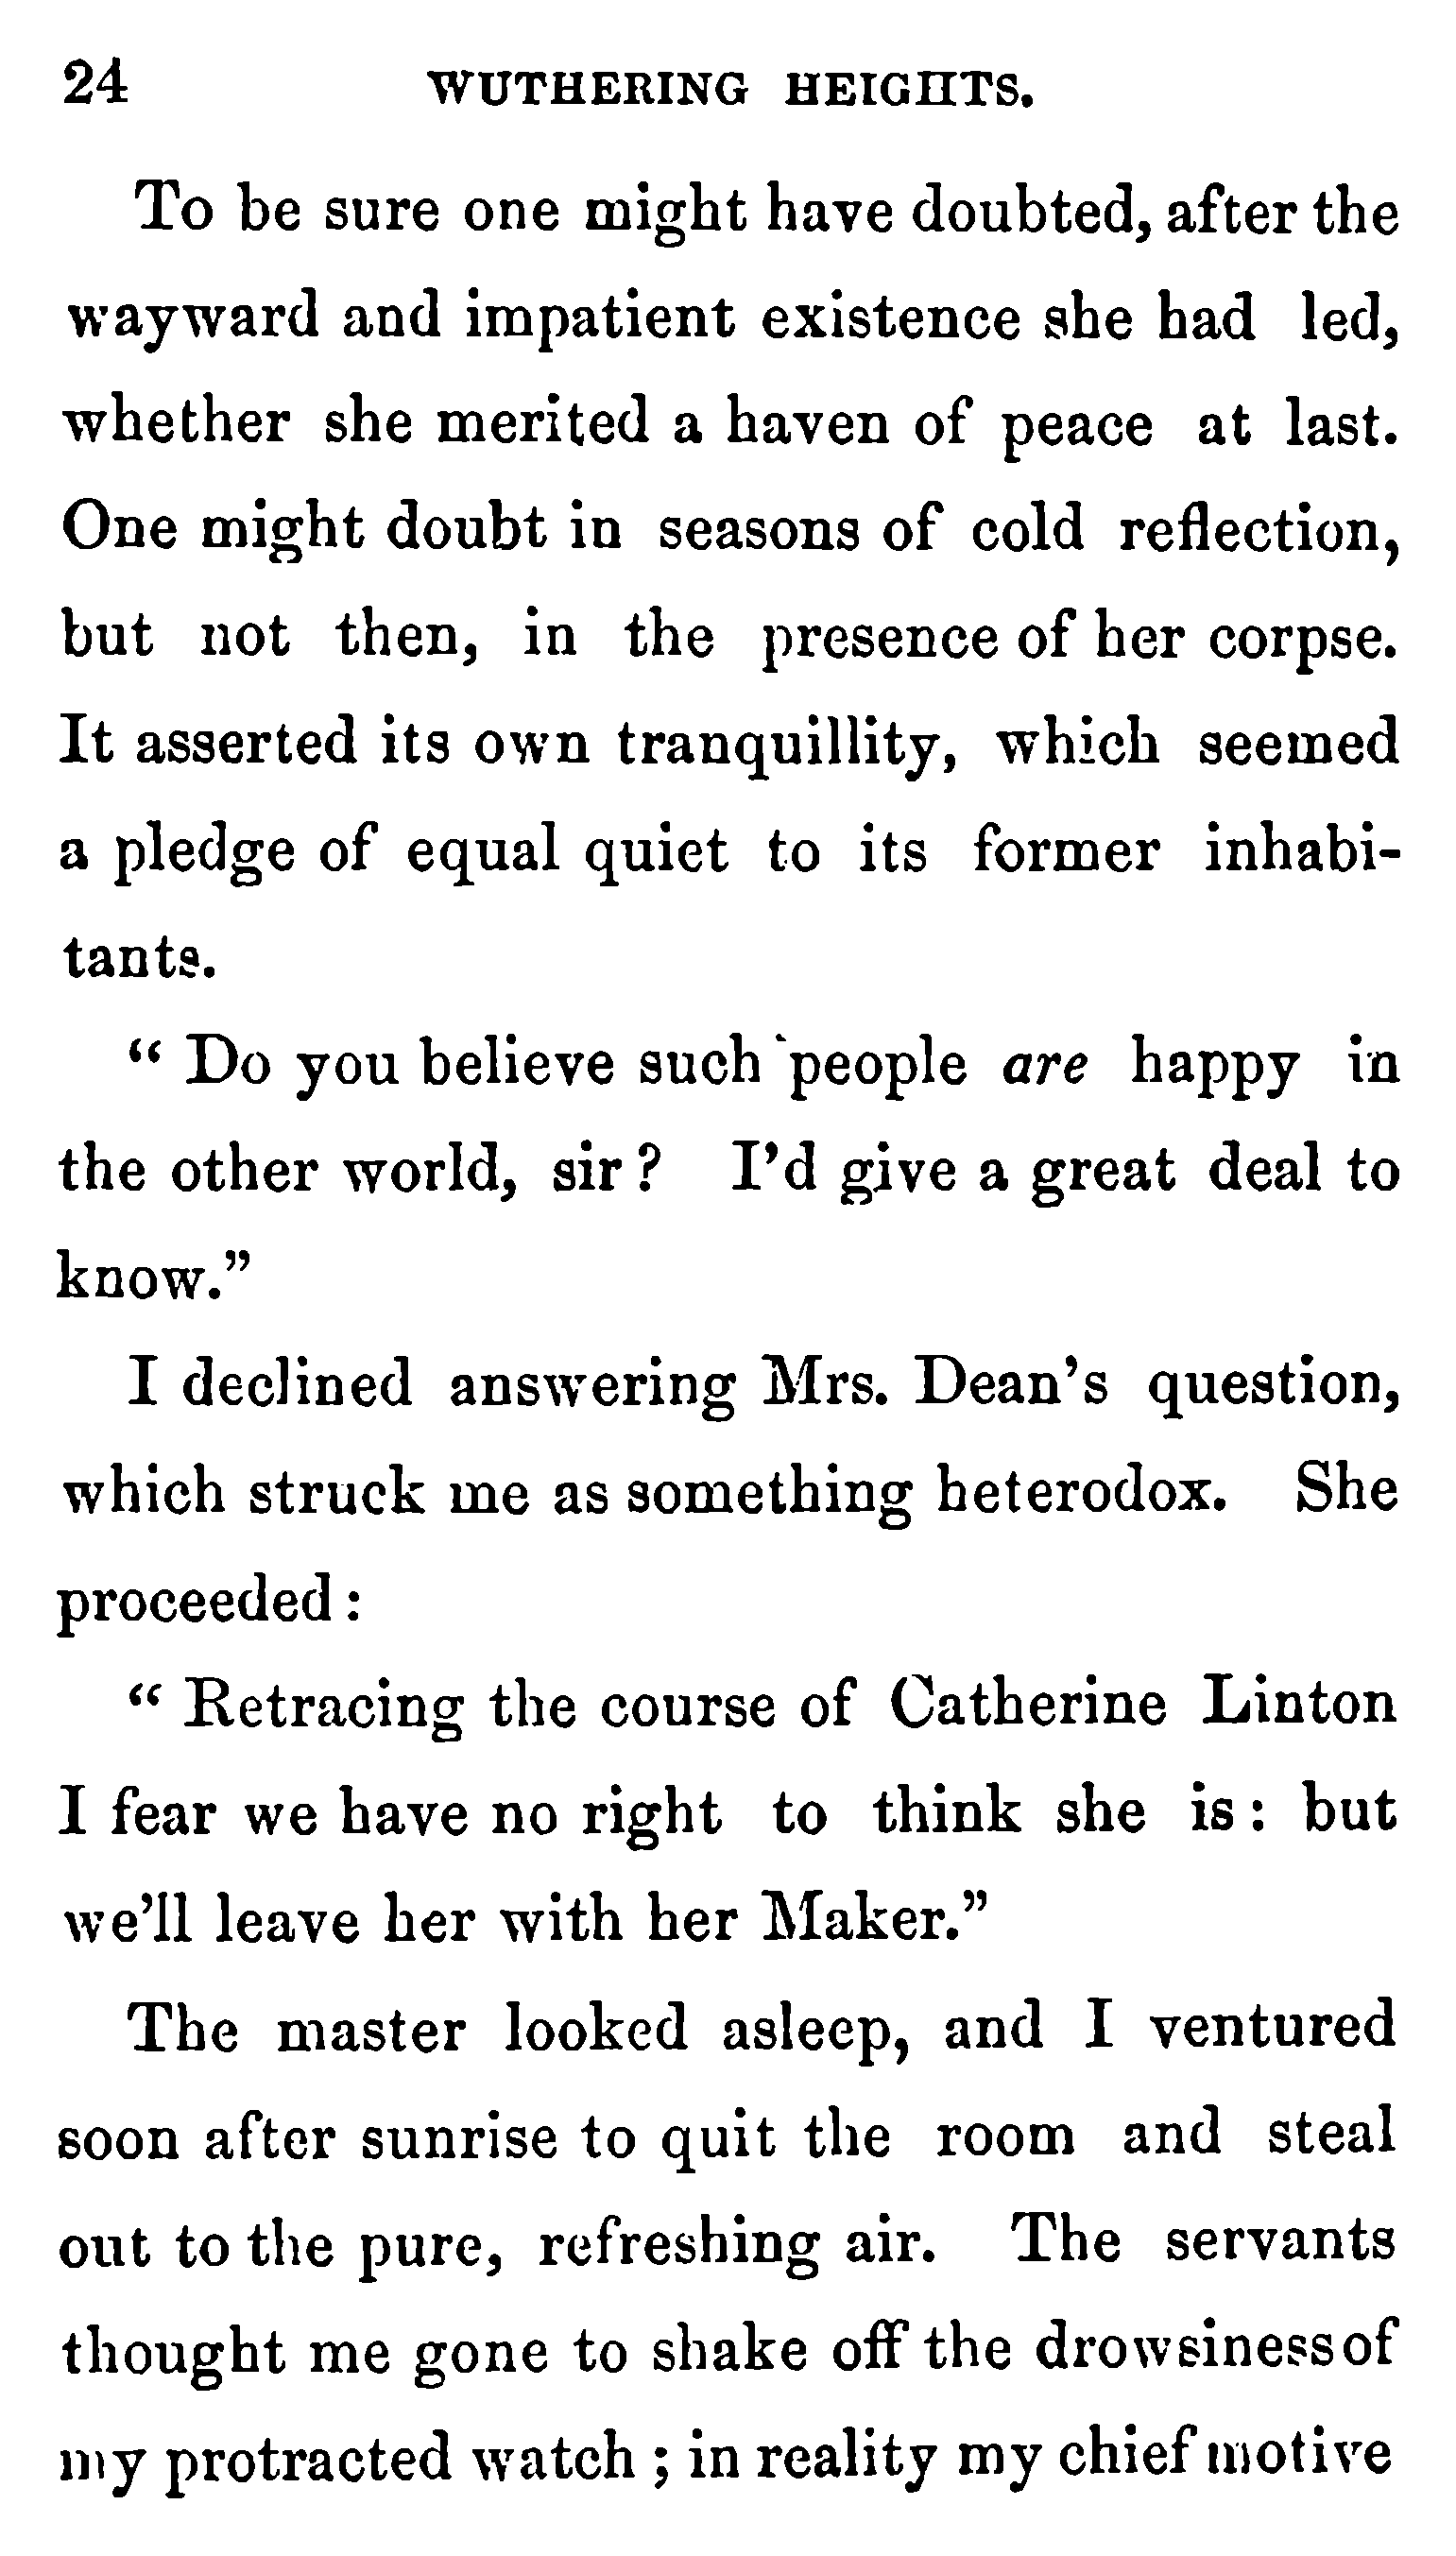 24 WUTHERING HEIGHTS.
To be sure one might have doubted, after the
wayward and impatient existence she had led,
whether she merited a haven of peace at last.
One might doubt in seasons of cold reflection,
but not then, in the presence of her corpse.
It asserted its own tranquillity, which seemed
a pledge of equal quiet to its former inhabi-
tants.
“ Do you believe such people are happy in
the other world, sir ? I’d give a great deal to
know.”
I declined answering Mrs. Dean’s question,
which struck me as something heterodox. She
proceeded :
“ Retracing the course of Catherine Linton
I fear we have no right to think she is : but
we’ll leave her with her Maker.”
The master looked asleep, and I ventured
soon after sunrise to quit the room and steal
out to the pure, refreshing air. The servants
thought me gone to shake off the drowsiness of
my protracted watch ; in reality my chief motive